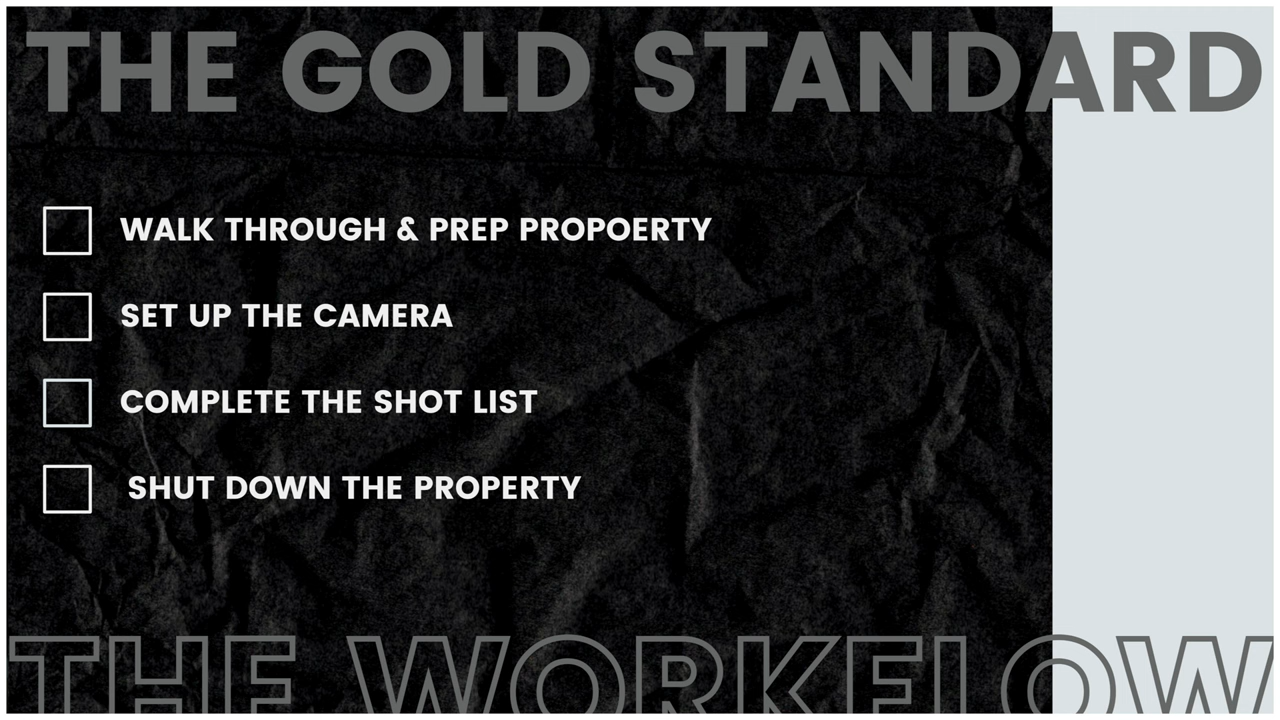 THE GOLD STANDARD
WALK THROUGH & PREP PROPOERTY
SET UP THE CAMERA
COMPLETE THE SHOT LIST
SHUT DOWN THE PROPERTY
THE WORKFLOW